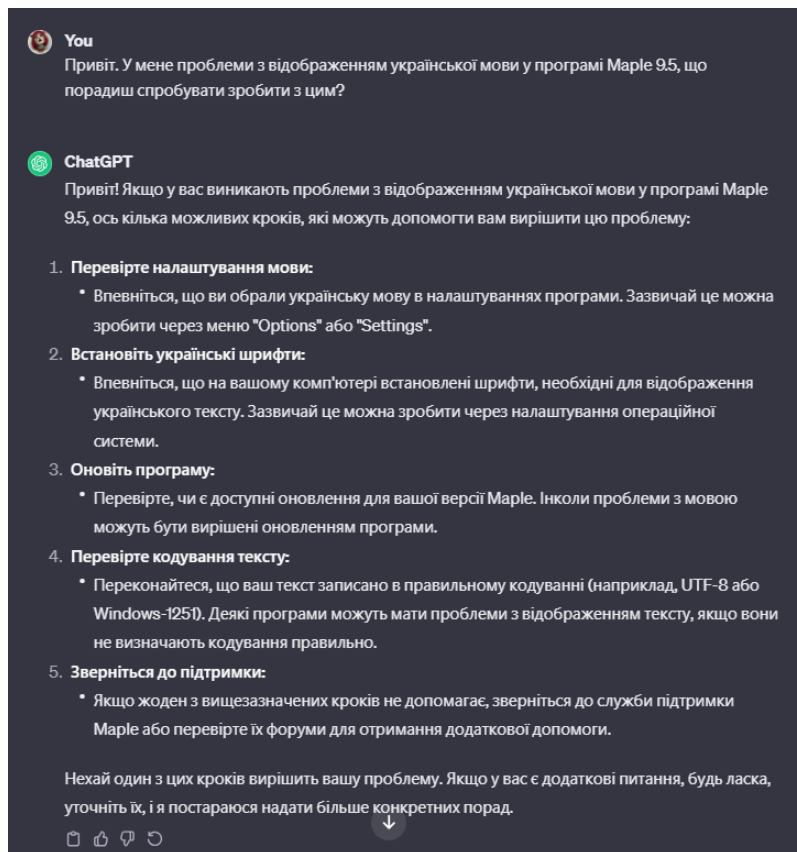 You
Привіт. У мене проблеми з відображенням української мови у програмі Maple 9.5, що
порадиш спробувати зробити з цим?
ChatGPT
Привіт! Якщо у вас виникають проблеми з відображенням української мови у програмі Maple
9.5, ось кілька можливих кроків, які можуть допомогти вам вирішити цю проблему:
1. Перевірте налаштування мови:
• Впевніться, що ви обрали українську мову в налаштуваннях програми. Зазвичай це можна
зробити через меню "Options" або "Settings".
2. Встановіть українські шрифти:
• Впевніться, що на вашому комп'ютері встановлені шрифти, необхідні для відображення
українського тексту. Зазвичай це можна зробити через налаштування операційної
системи.
3. Оновіть програму:
• Перевірте, чи є доступні оновлення для вашої версії Maple. Інколи проблеми з мовою
можуть бути вирішені оновленням програми.
4. Перевірте кодування тексту:
• Переконайтеся, що ваш текст записано в правильному кодуванні (наприклад, UTF-8 або
Windows-1251). Деякі програми можуть мати проблеми з відображенням тексту, якщо вони
не визначають кодування правильно.
5. Зверніться до підтримки:
• Якщо жоден з вищезазначених кроків не допомагає, зверніться до служби підтримки
Maple або перевірте їх форуми для отримання додаткової допомоги.
Нехай один з цих кроків вирішить вашу проблему. Якщо у вас є додаткові питання, будь ласка,
уточніть їх, і я постараюся надати більше конкретних порад.